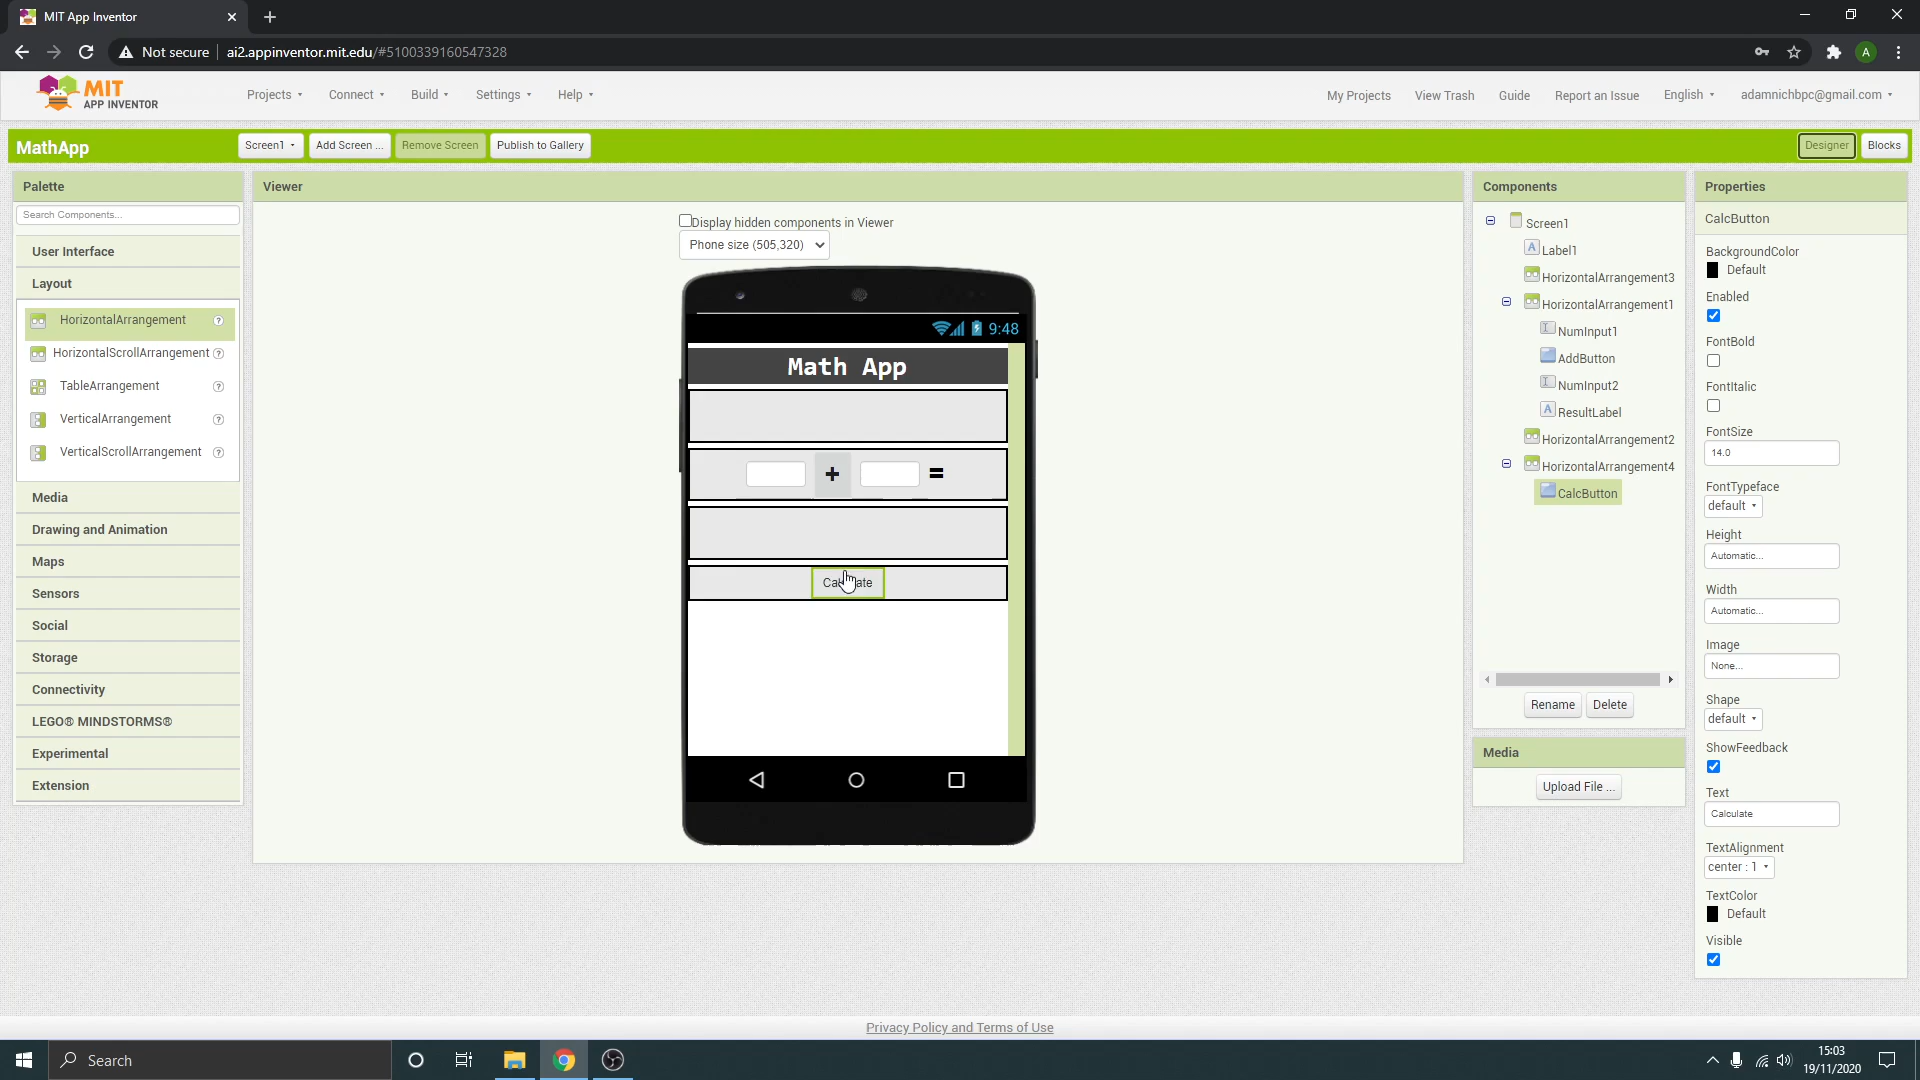 MIT App Inventor
Not secure
ai2.appinventor.mit.edu/#5100339160547328
A
MIT
APP INVENTOR
Projects
Connect
Build
Settings
Help
My Projects
View Trash
Guide
Report an Issue
English
adamnichbpc@gmail.com
MathApp
Screen1
Add Screen ...
Remove Screen
Publish to Gallery
Designer
Blocks
Palette
Search Components...
User Interface
Layout
HorizontalArrangement
HorizontalScrollArrangement
TableArrangement
VerticalArrangement
VerticalScrollArrangement
Media
Drawing and Animation
Maps
Sensors
Social
Storage
Connectivity
LEGO® MINDSTORMS®
Experimental
Extension
Viewer
Display hidden components in Viewer
Phone size (505,320)
9:48
Math App
+ =
Components
Screen1
A Label1
HorizontalArrangement3
HorizontalArrangement1
NumInput1
AddButton
NumInput2
A ResultLabel
HorizontalArrangement2
HorizontalArrangement4
CalcButton
Rename
Delete
Media
Upload File ...
Properties
CalcButton
BackgroundColor
Default
Enabled
FontBold
FontItalic
FontSize
14.0
FontTypeface
default
Height
Automatic...
Width
Automatic...
Image
None...
Shape
default
ShowFeedback
Text
Calculate
TextAlignment
center : 1
TextColor
Default
Visible
Privacy Policy and Terms of Use
Search
15:03
19/11/2020